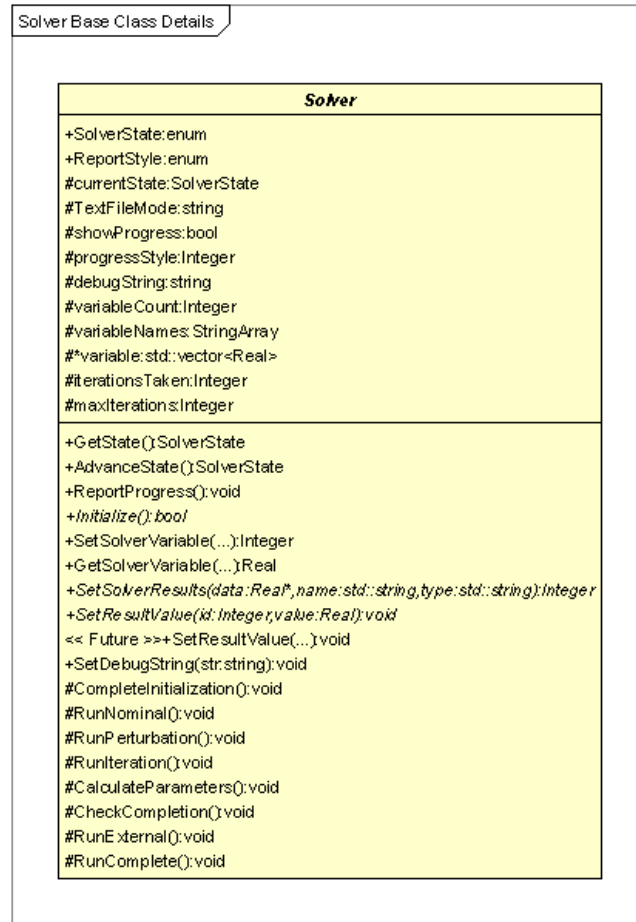 Solver Base Class Details
Solver
+SolverState:enum
+ReportStyle:enum
#currentState:SolverState
#TextFileMode:string
#showProgress:bool
#progressStyle:Integer
#debugString:string
#variableCount:Integer
#variableNames:StringArray
#*variable:std::vector<Real>
#iterationsTaken:Integer
#maxIterations:Integer
+GetState():SolverState
+AdvanceState():SolverState
+ReportProgress():void
+Initialize():bool
+SetSolverVariable(...):Integer
+GetSolverVariable(...):Real
+SetSolverResults(data:Real*,name:std::string,type:std::string):Integer
+SetResultValue(id:Integer,value:Real):void
<< Future >>+SetResultValue(...):void
+SetDebugString(str:string):void
#CompleteInitialization():void
#RunNominal():void
#RunPerturbation():void
#RunIteration():void
#CalculateParameters():void
#CheckCompletion():void
#RunExternal():void
#RunComplete():void